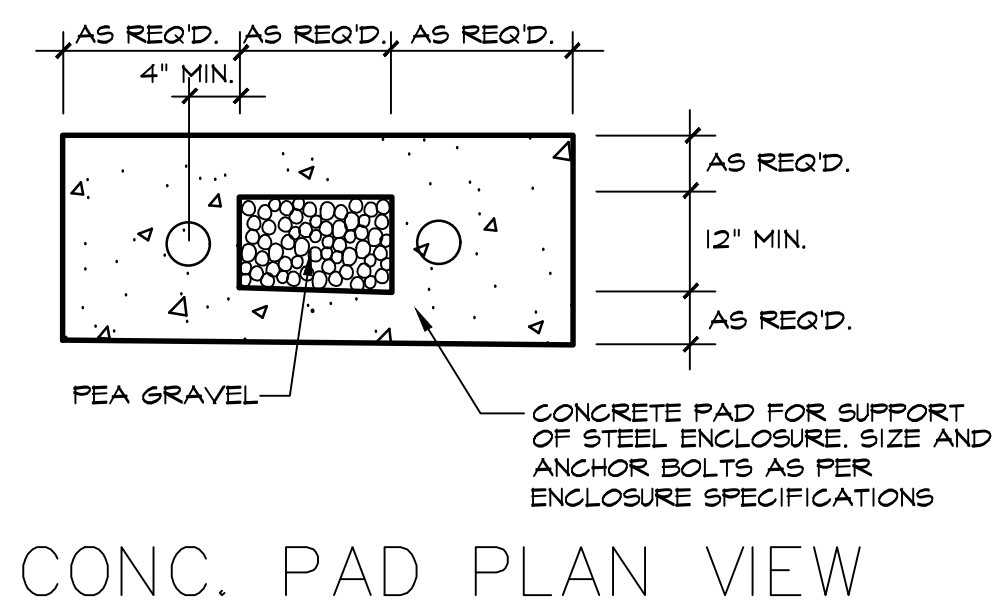 AS REQ'D. AS REQ'D. AS REQ'D.
4" MIN.
AS REQ'D.
12" MIN.
AS REQ'D.
PEA GRAVEL
CONCRETE PAD FOR SUPPORT
OF STEEL ENCLOSURE. SIZE AND
ANCHOR BOLTS AS PER
ENCLOSURE SPECIFICATIONS
CONC. PAD PLAN VIEW